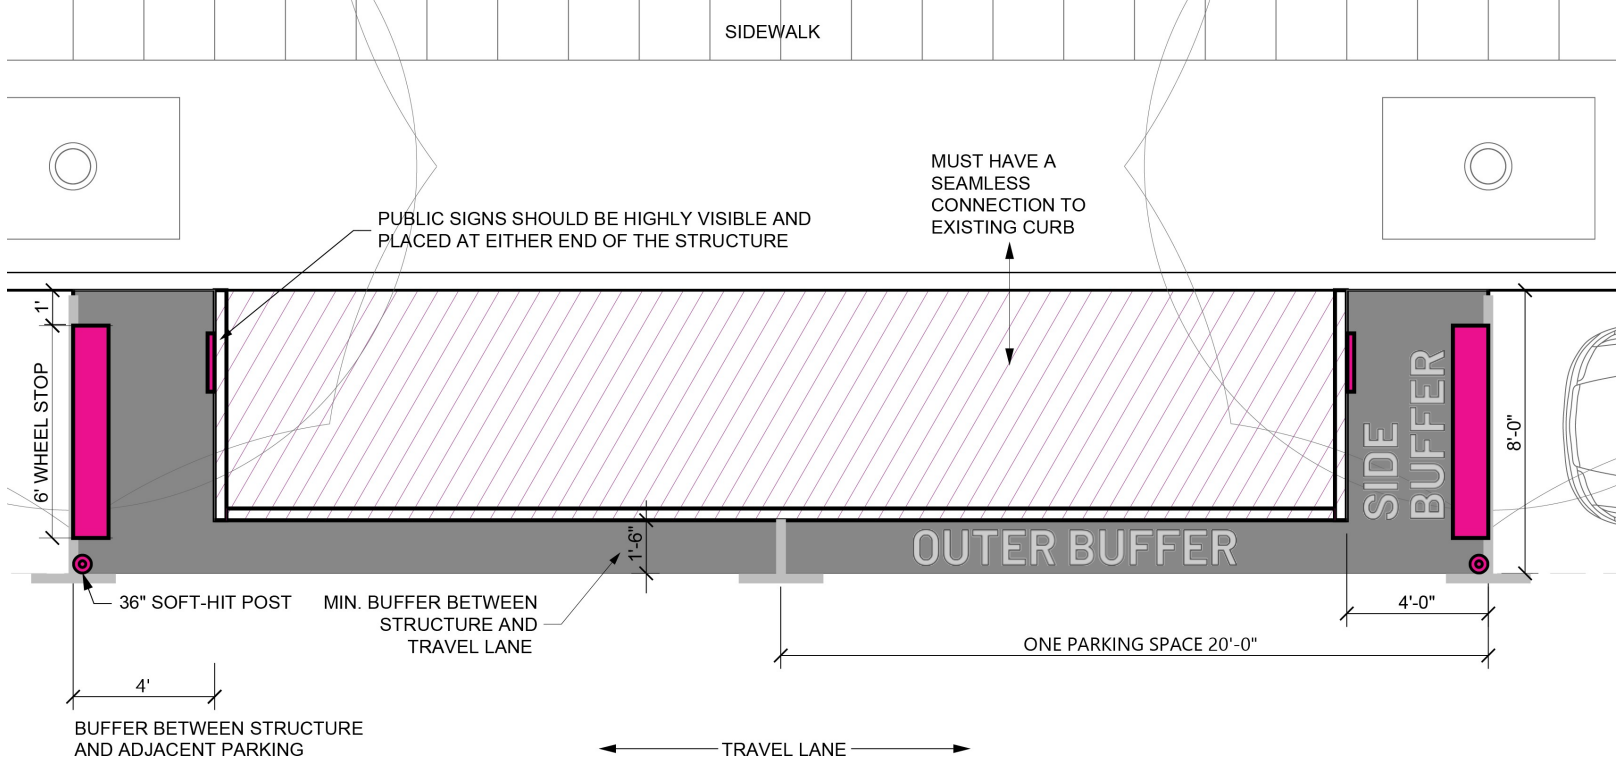 SIDEWALK
MUST HAVE A
SEAMLESS
CONNECTION TO
EXISTING CURB
PUBLIC SIGNS SHOULD BE HIGHLY VISIBLE AND
PLACED AT EITHER END OF THE STRUCTURE
1'
6' WHEEL STOP
SIDE
BUFFER
8'-0"
1'-6"
OUTER BUFFER
36" SOFT-HIT POST
MIN. BUFFER BETWEEN
STRUCTURE AND
TRAVEL LANE
4'-0"
ONE PARKING SPACE 20'-0"
4'
BUFFER BETWEEN STRUCTURE
AND ADJACENT PARKING
TRAVEL LANE